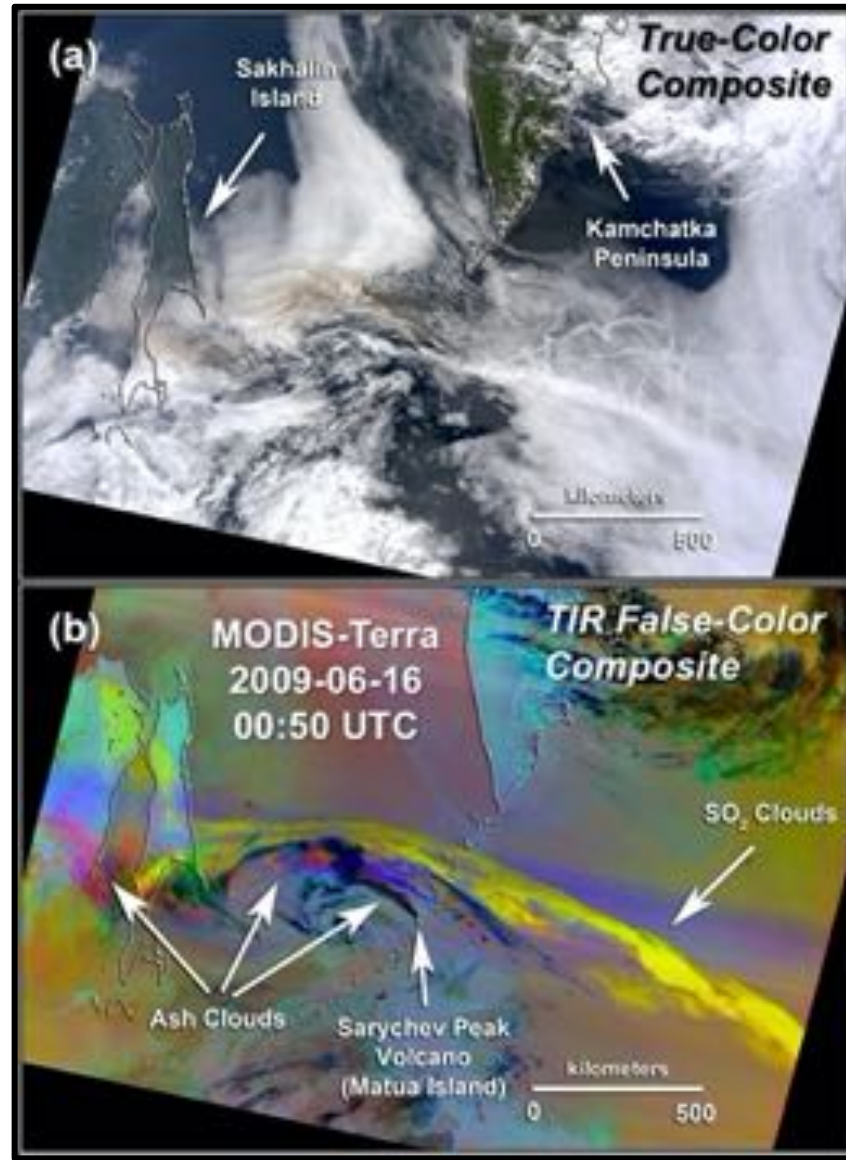 (a)
True-Color
Composite
Sakhalin
Island
Kamchatka
Peninsula
kilometers
0 500
(b)
MODIS-Terra
2009-06-16
00:50 UTC
TIR False-Color
Composite
SO₂ Clouds
Ash Clouds
Sarychev Peak
Volcano
(Matua Island)
kilometers
0 500